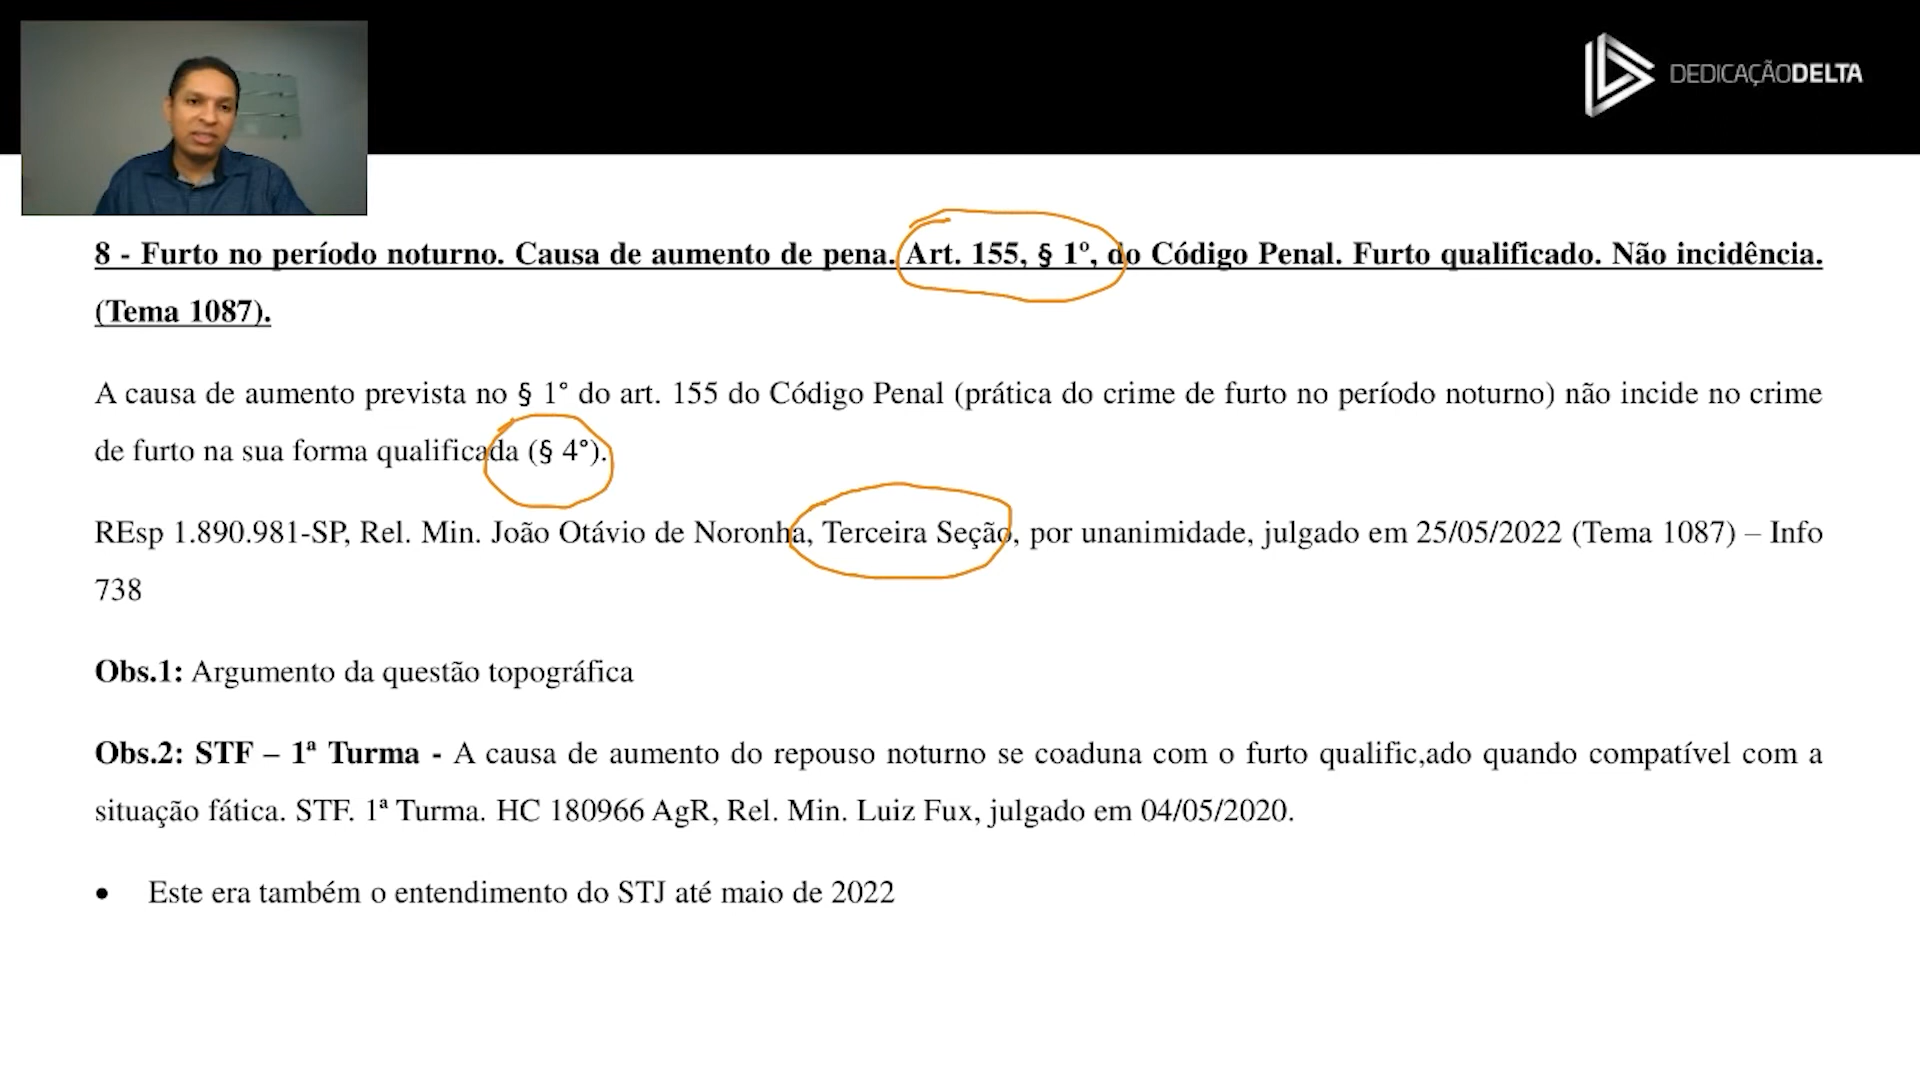 DEDICAÇÃODELTA
8 - Furto no período noturno. Causa de aumento de pena. Art. 155, § 1º, do Código Penal. Furto qualificado. Não incidência.
(Tema 1087).
A causa de aumento prevista no § 1° do art. 155 do Código Penal (prática do crime de furto no período noturno) não incide no crime
de furto na sua forma qualificada (§ 4°).
REsp 1.890.981-SP, Rel. Min. João Otávio de Noronha, Terceira Seção, por unanimidade, julgado em 25/05/2022 (Tema 1087) – Info
738
Obs.1: Argumento da questão topográfica
Obs.2: STF – 1ª Turma - A causa de aumento do repouso noturno se coaduna com o furto qualific,ado quando compatível com a
situação fática. STF. 1ª Turma. HC 180966 AgR, Rel. Min. Luiz Fux, julgado em 04/05/2020.
• Este era também o entendimento do STJ até maio de 2022